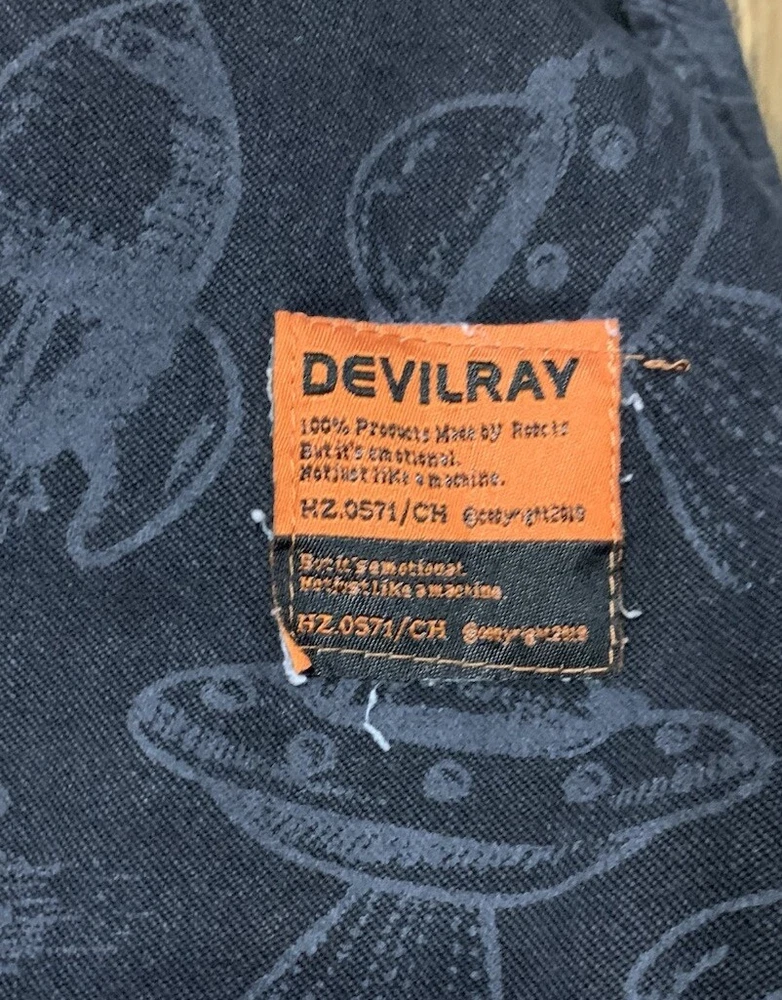 DEVILRAY
100% Products Made by Robots
But it's emotional.
Not just like a machine.
HZ.0571/CH @copyright2019
But it's emotional.
Not just like a machine
HZ.0571/CH @copyright2019